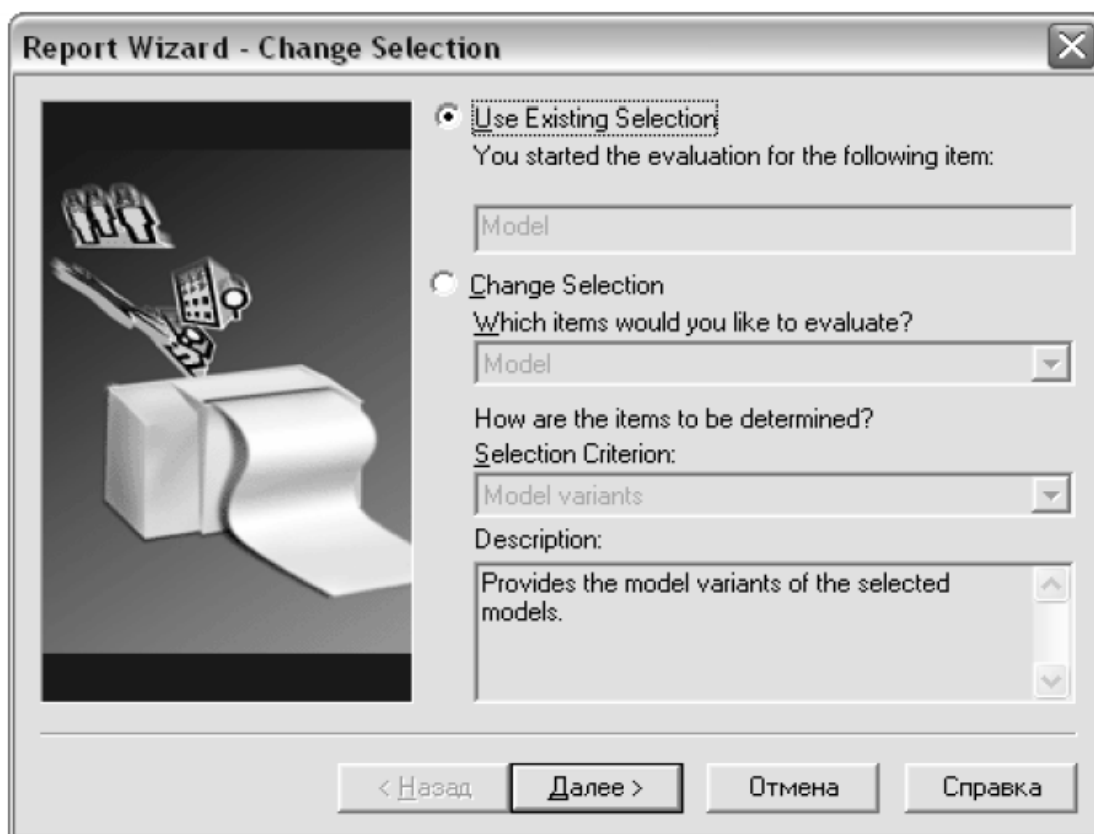 Report Wizard - Change Selection
Use Existing Selection
You started the evaluation for the following item:
Model
Change Selection
Which items would you like to evaluate?
Model
How are the items to be determined?
Selection Criterion:
Model variants
Description:
Provides the model variants of the selected
models.
< Назад Далее > Отмена Справка